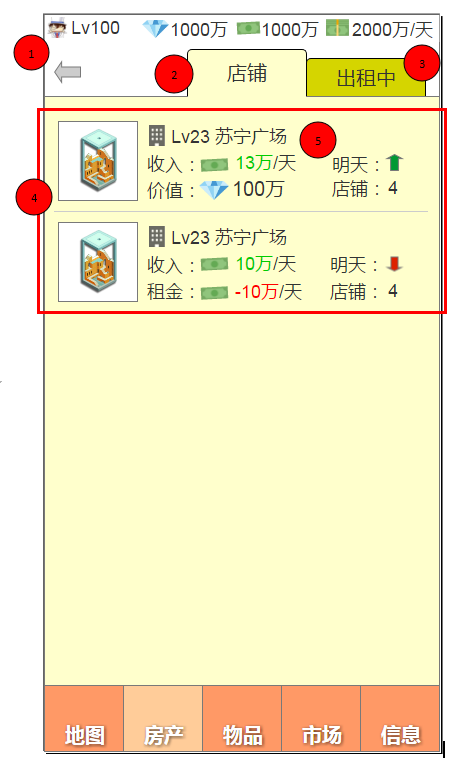 Lv100 1000万 1000万 2000万/天
1 2 店铺 出租中 3
4
Lv23 苏宁广场 5
收入： 13万/天 明天：
价值： 100万 店铺：4
Lv23 苏宁广场
收入： 10万/天 明天：
租金： -10万/天 店铺：4
地图 房产 物品 市场 信息